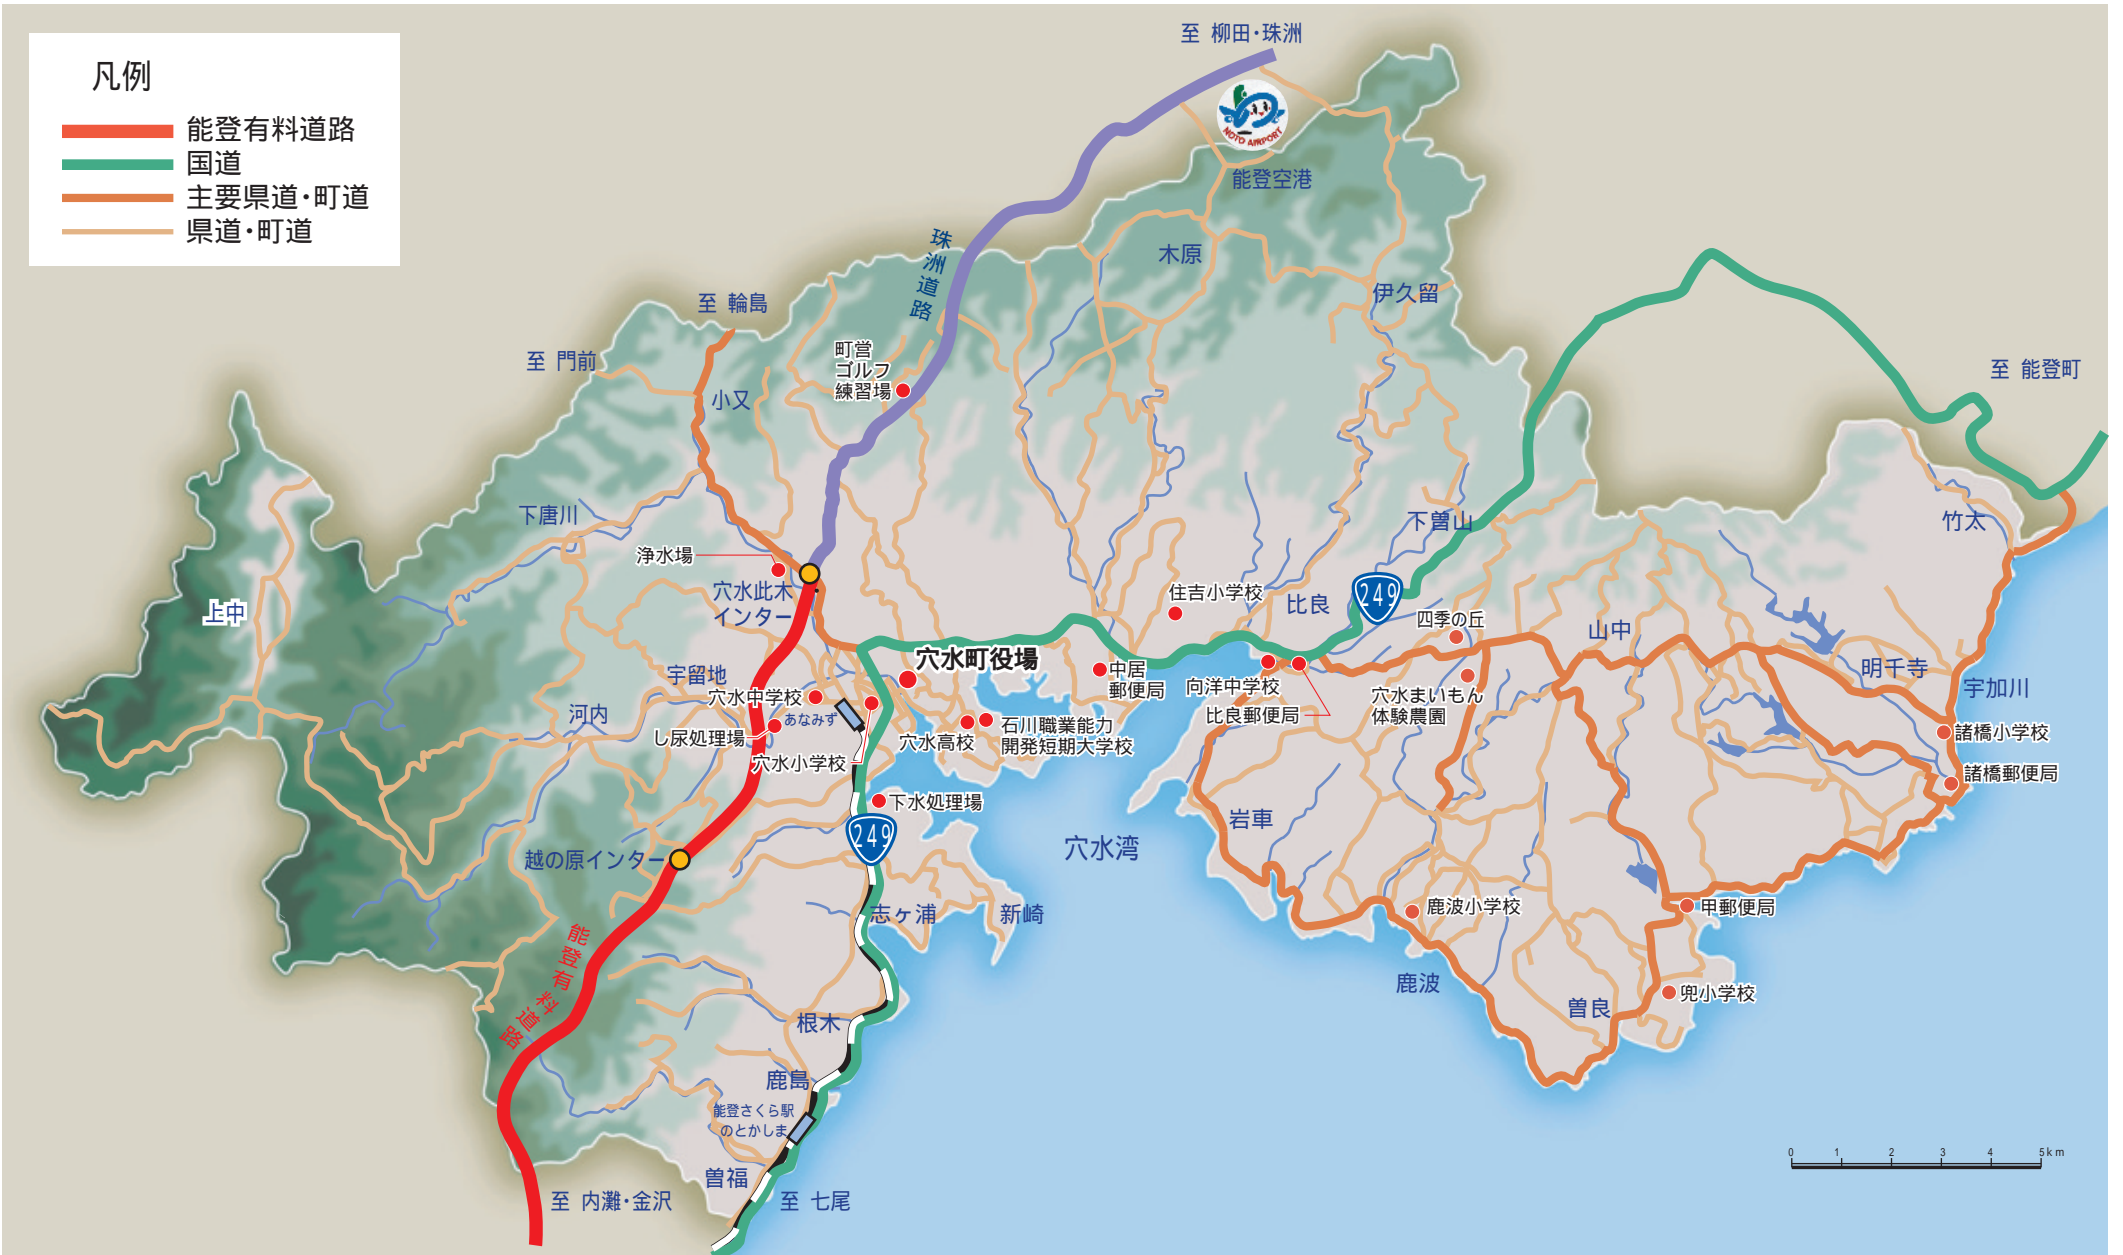 凡例
能登有料道路
国道
主要県道・町道
県道・町道
至 柳田・珠洲
NOTO AIRPORT
能登空港
木原
伊久留
珠洲道路
至 輪島
至 門前
小又
町営
ゴルフ
練習場
至 能登町
竹太
下唐川
浄水場
穴水此木
インター
上中
下曽山
住吉小学校
比良
249
四季の丘
山中
明千寺
宇加川
穴水町役場
中居
郵便局
向洋中学校
比良郵便局
穴水まいもん
体験農園
宇留地
穴水中学校
あなみず
河内
し尿処理場
穴水小学校
穴水高校
石川職業能力
開発短期大学校
諸橋小学校
諸橋郵便局
下水処理場
249
穴水湾
岩車
越の原インター
志ヶ浦
新崎
鹿波小学校
甲郵便局
能登有料道路
鹿波
曽良
兜小学校
根木
鹿島
能登さくら駅
のとかしま
曽福
至 内灘・金沢
至 七尾
0 1 2 3 4 5km